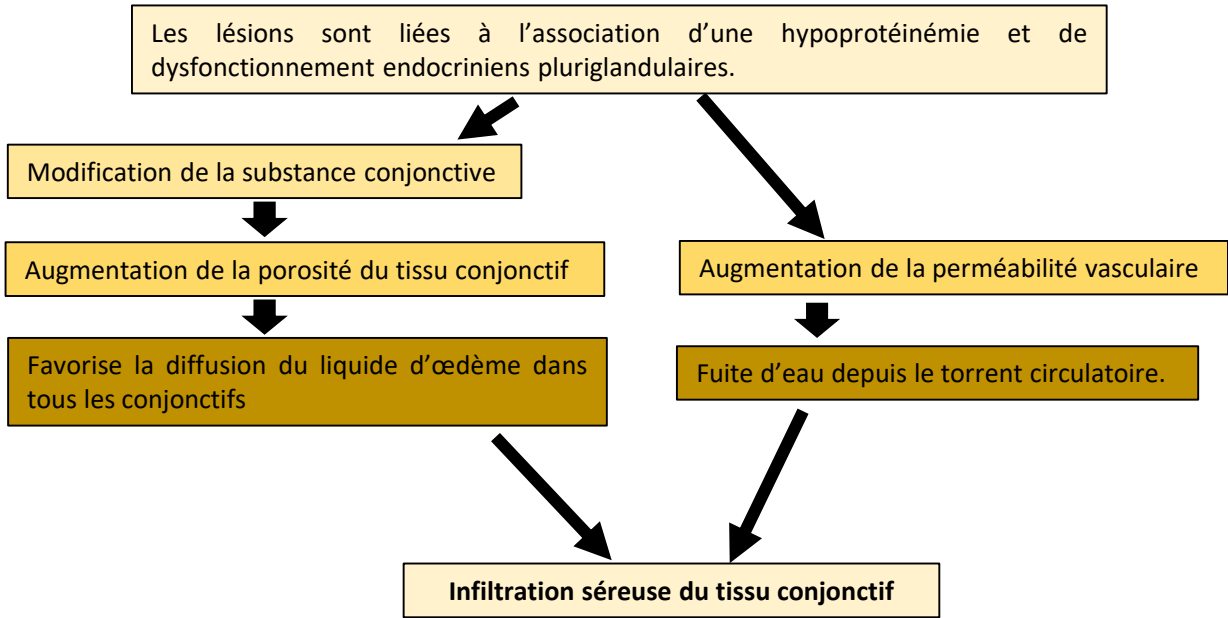 Les lésions sont liées à l’association d’une hypoprotéinémie et de
dysfonctionnement endocriniens pluriglandulaires.
Modification de la substance conjonctive
Augmentation de la porosité du tissu conjonctif
Augmentation de la perméabilité vasculaire
Favorise la diffusion du liquide d’œdème dans
tous les conjonctifs
Fuite d’eau depuis le torrent circulatoire.
Infiltration séreuse du tissu conjonctif